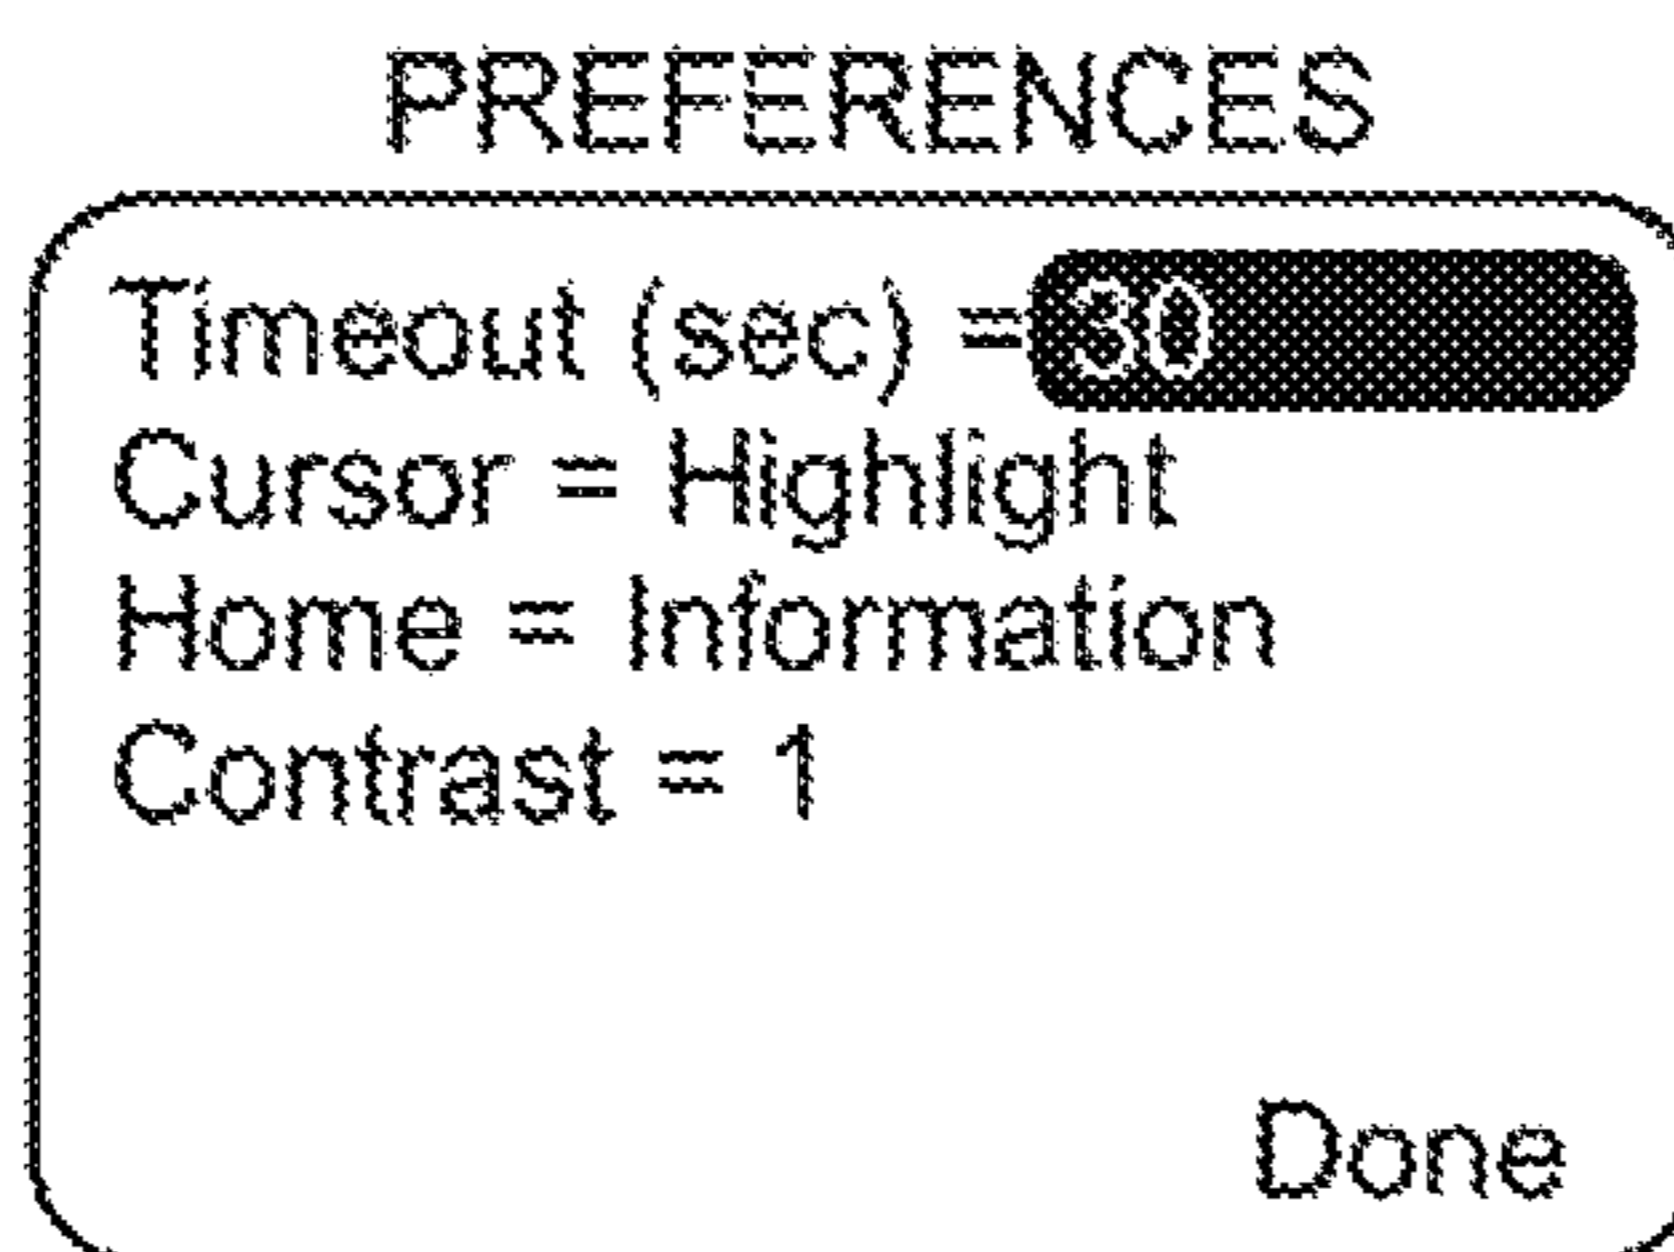 PREFERENCES
Timeout (sec) = 30
Cursor = Highlight
Home = Information
Contrast = 1
Done